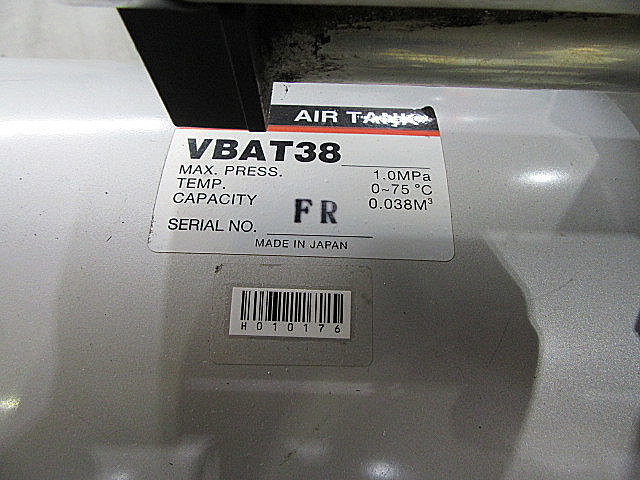 AIR TANK
VBAT38
MAX. PRESS. 1.0MPa
TEMP. 0~75 °C
CAPACITY 0.038M³
SERIAL NO. FR
MADE IN JAPAN
H010176